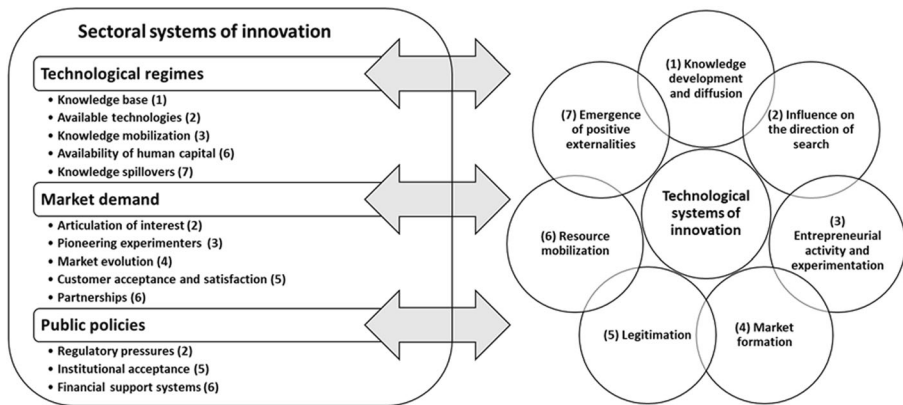 Sectoral systems of innovation
Technological regimes
• Knowledge base (1)
• Available technologies (2)
• Knowledge mobilization (3)
• Availability of human capital (6)
• Knowledge spillovers (7)
Market demand
• Articulation of interest (2)
• Pioneering experimenters (3)
• Market evolution (4)
• Customer acceptance and satisfaction (5)
• Partnerships (6)
Public policies
• Regulatory pressures (2)
• Institutional acceptance (5)
• Financial support systems (6)
(1) Knowledge
development
and diffusion
(2) Influence on
the direction of
search
(3)
Entrepreneurial
activity and
experimentation
(4) Market
formation
(5) Legitimation
(6) Resource
mobilization
(7) Emergence
of positive
externalities
Technological
systems of
innovation